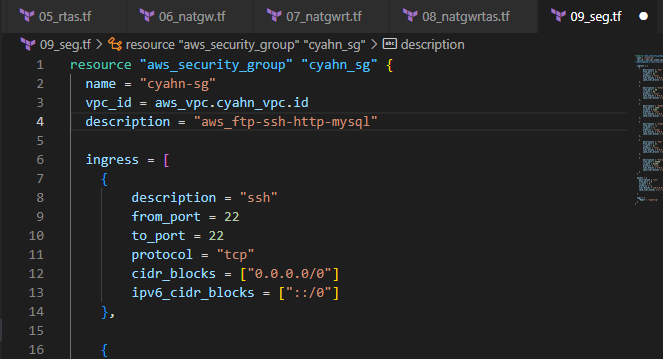 05_rtas.tf 06_natgw.tf 07_natgwrt.tf 08_natgwrtas.tf 09_seg.tf
09_seg.tf > resource "aws_security_group" "cyahn_sg" > abc description
1 resource "aws_security_group" "cyahn_sg" {
2 name = "cyahn-sg"
3 vpc_id = aws_vpc.cyahn_vpc.id
4 description = "aws_ftp-ssh-http-mysql"
5
6 ingress = [
7 {
8 description = "ssh"
9 from_port = 22
10 to_port = 22
11 protocol = "tcp"
12 cidr_blocks = ["0.0.0.0/0"]
13 ipv6_cidr_blocks = ["::/0"]
14 },
15
16 {